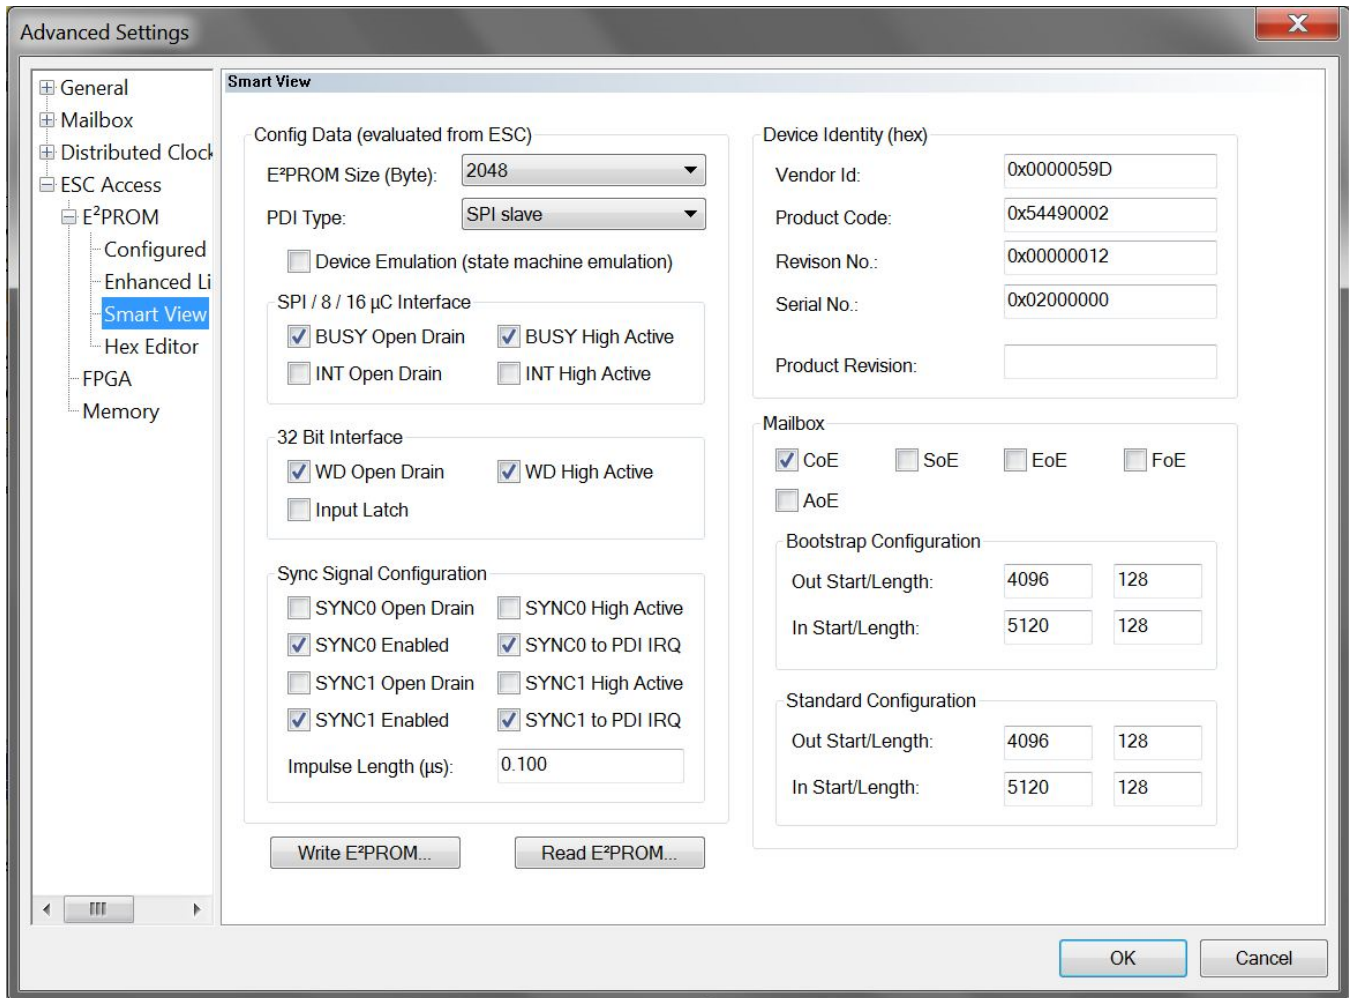 Advanced Settings
General
Mailbox
Distributed Clock
ESC Access
E²PROM
Configured
Enhanced Li
Smart View
Hex Editor
FPGA
Memory
Smart View
Config Data (evaluated from ESC)
E²PROM Size (Byte): 2048
PDI Type: SPI slave
Device Emulation (state machine emulation)
SPI / 8 / 16 µC Interface
BUSY Open Drain BUSY High Active
INT Open Drain INT High Active
32 Bit Interface
WD Open Drain WD High Active
Input Latch
Sync Signal Configuration
SYNC0 Open Drain SYNC0 High Active
SYNC0 Enabled SYNC0 to PDI IRQ
SYNC1 Open Drain SYNC1 High Active
SYNC1 Enabled SYNC1 to PDI IRQ
Impulse Length (µs): 0.100
Write E²PROM... Read E²PROM...
Device Identity (hex)
Vendor Id: 0x0000059D
Product Code: 0x54490002
Revison No.: 0x00000012
Serial No.: 0x02000000
Product Revision:
Mailbox
CoE SoE EoE FoE
AoE
Bootstrap Configuration
Out Start/Length: 4096 128
In Start/Length: 5120 128
Standard Configuration
Out Start/Length: 4096 128
In Start/Length: 5120 128
OK Cancel